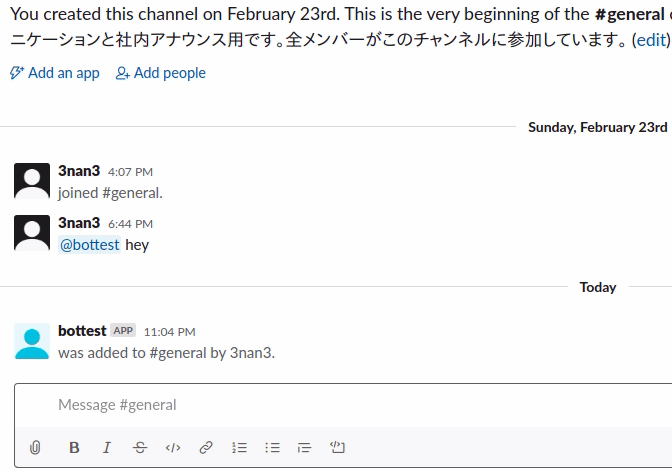 You created this channel on February 23rd. This is the very beginning of the #general
ニケーションと社内アナウンス用です。全メンバーがこのチャンネルに参加しています。(edit)
Add an app Add people
Sunday, February 23rd
3nan3 4:07 PM
joined #general.
3nan3 6:44 PM
@bottest hey
Today
bottest APP 11:04 PM
was added to #general by 3nan3.
Message #general
B I S </>